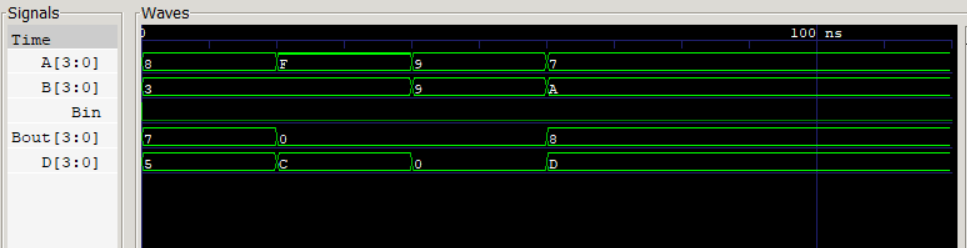 Signals Waves
Time 0 100 ns
A[3:0] 8 F 9 7
B[3:0] 3 9 A
Bin
Bout[3:0] 7 0 8
D[3:0] 5 C 0 D